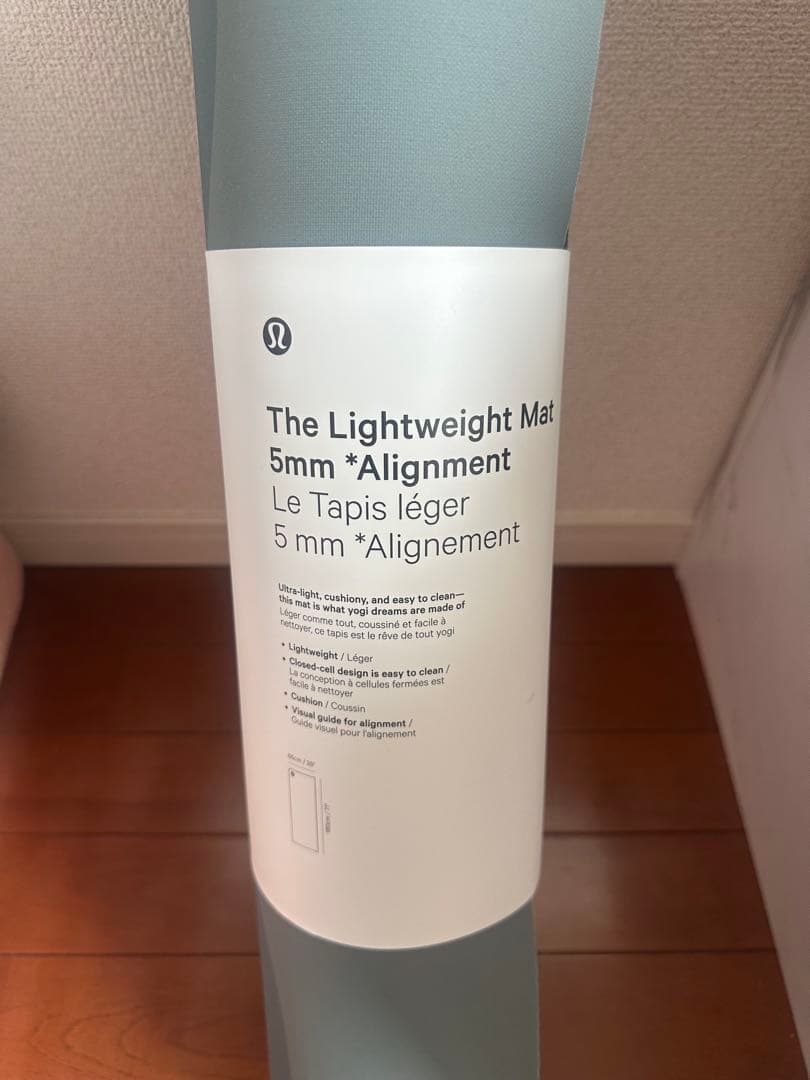 The Lightweight Mat
5mm *Alignment
Le Tapis léger
5 mm *Alignement
Ultra-light, cushiony, and easy to clean—
this mat is what yogi dreams are made of
Léger comme tout, coussiné et facile à
nettoyer, ce tapis est le rêve de tout yogi
• Lightweight / Léger
• Closed-cell design is easy to clean /
La conception à cellules fermées est
facile à nettoyer
• Cushion / Coussin
• Visual guide for alignment /
Guide visuel pour l'alignement